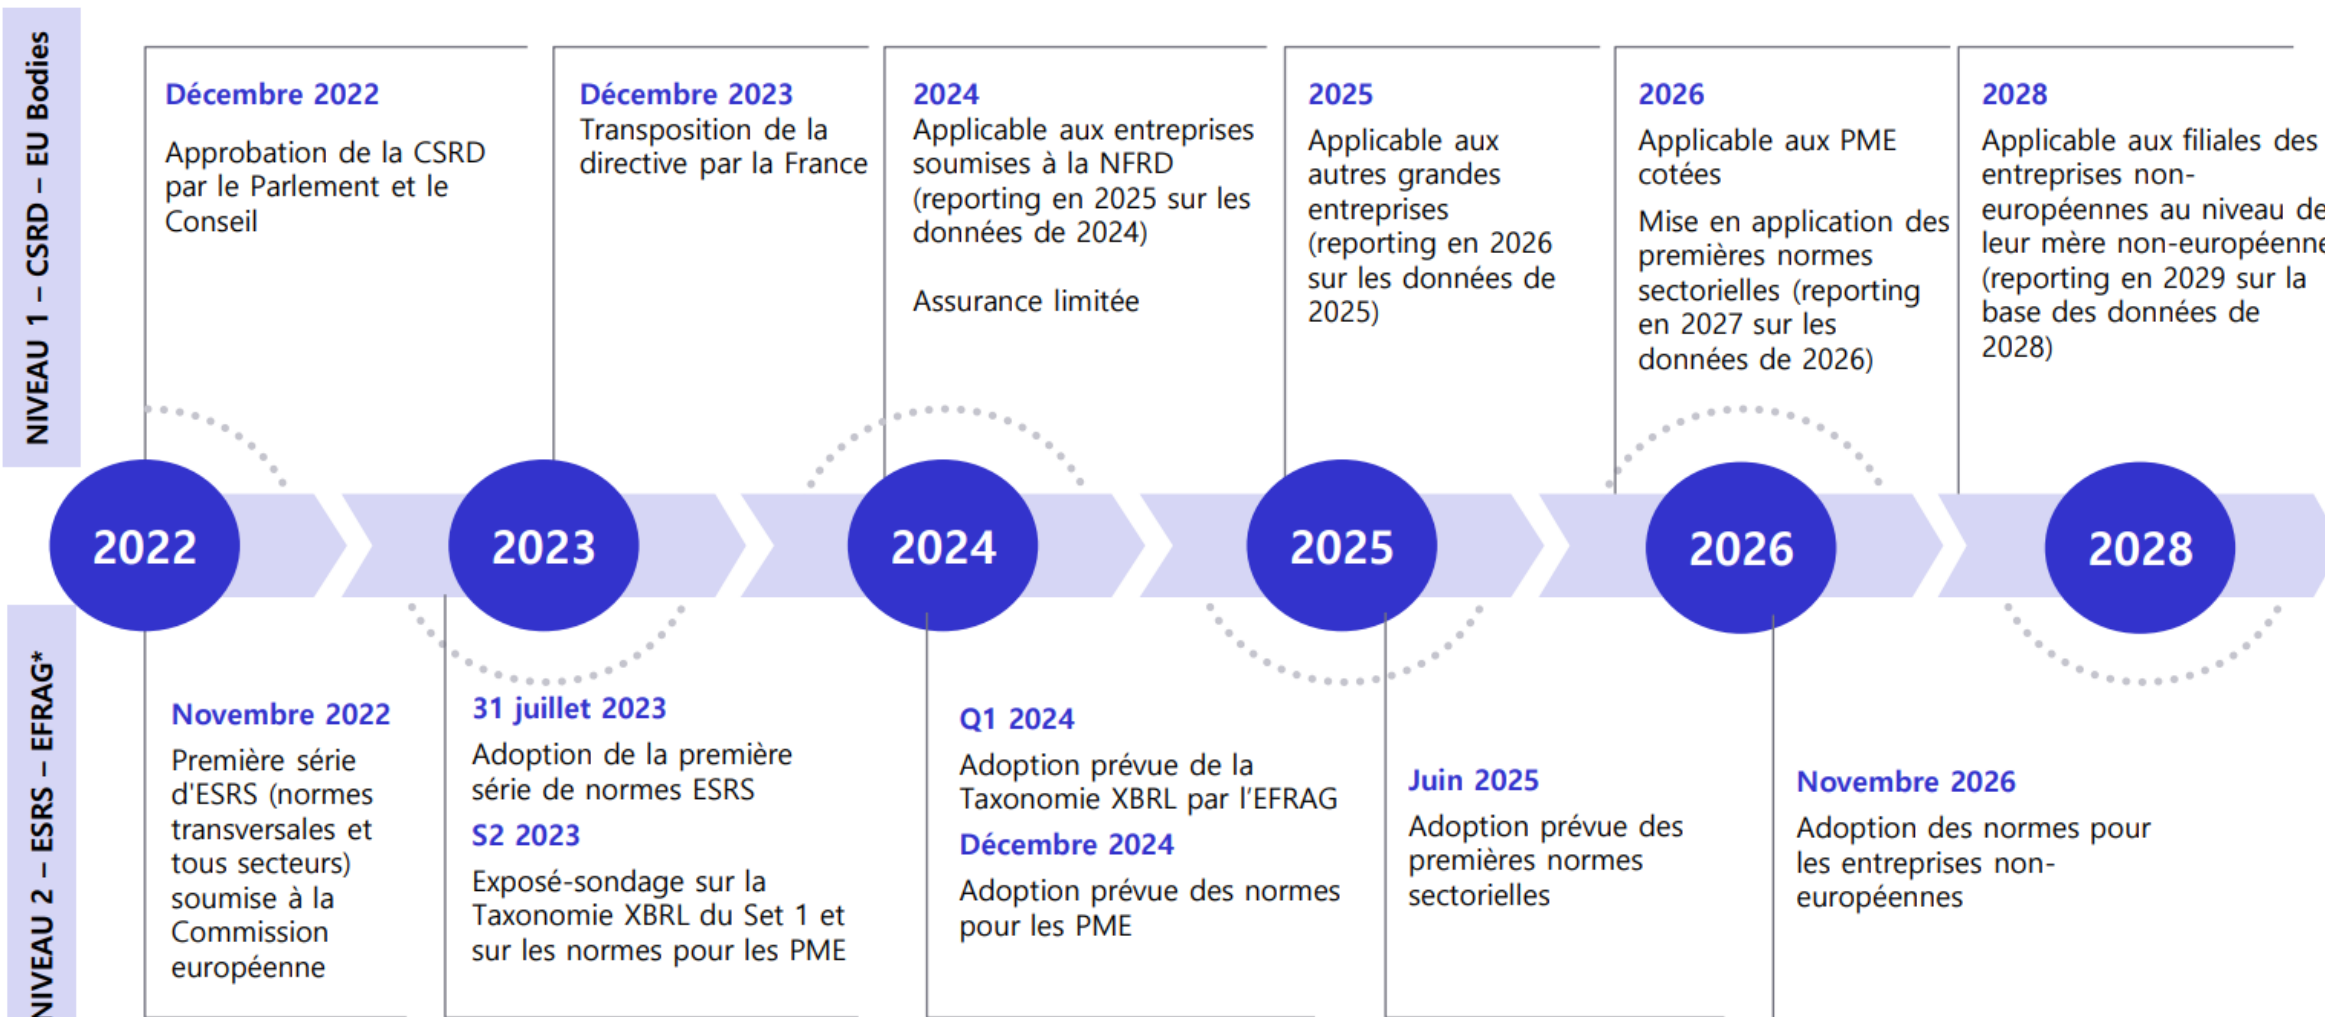 NIVEAU 1 – CSRD – EU Bodies
Décembre 2022
Approbation de la CSRD
par le Parlement et le
Conseil
Décembre 2023
Transposition de la
directive par la France
2024
Applicable aux entreprises
soumises à la NFRD
(reporting en 2025 sur les
données de 2024)
Assurance limitée
2025
Applicable aux
autres grandes
entreprises
(reporting en 2026
sur les données de
2025)
2026
Applicable aux PME
cotées
Mise en application des
premières normes
sectorielles (reporting
en 2027 sur les
données de 2026)
2028
Applicable aux filiales des
entreprises non-
européennes au niveau de
leur mère non-européenne
(reporting en 2029 sur la
base des données de
2028)
2022
2023
2024
2025
2026
2028
NIVEAU 2 – ESRS – EFRAG*
Novembre 2022
Première série
d'ESRS (normes
transversales et
tous secteurs)
soumise à la
Commission
européenne
31 juillet 2023
Adoption de la première
série de normes ESRS
S2 2023
Exposé-sondage sur la
Taxonomie XBRL du Set 1 et
sur les normes pour les PME
Q1 2024
Adoption prévue de la
Taxonomie XBRL par l’EFRAG
Décembre 2024
Adoption prévue des normes
pour les PME
Juin 2025
Adoption prévue des
premières normes
sectorielles
Novembre 2026
Adoption des normes pour
les entreprises non-
européennes